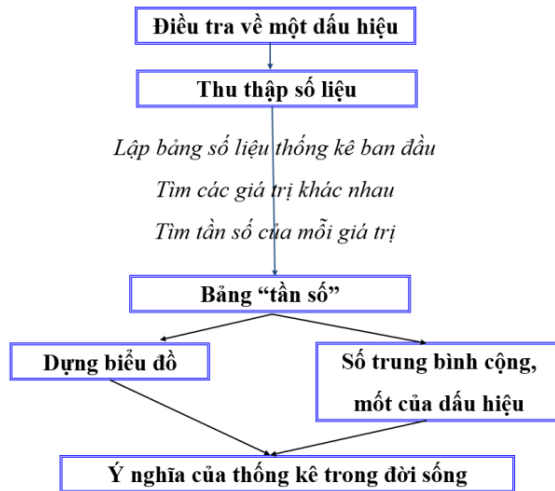 Điều tra về một dấu hiệu
Thu thập số liệu
Lập bảng số liệu thống kê ban đầu
Tìm các giá trị khác nhau
Tìm tần số của mỗi giá trị
Bảng “tần số”
Dựng biểu đồ
Số trung bình cộng,
mốt của dấu hiệu
Ý nghĩa của thống kê trong đời sống